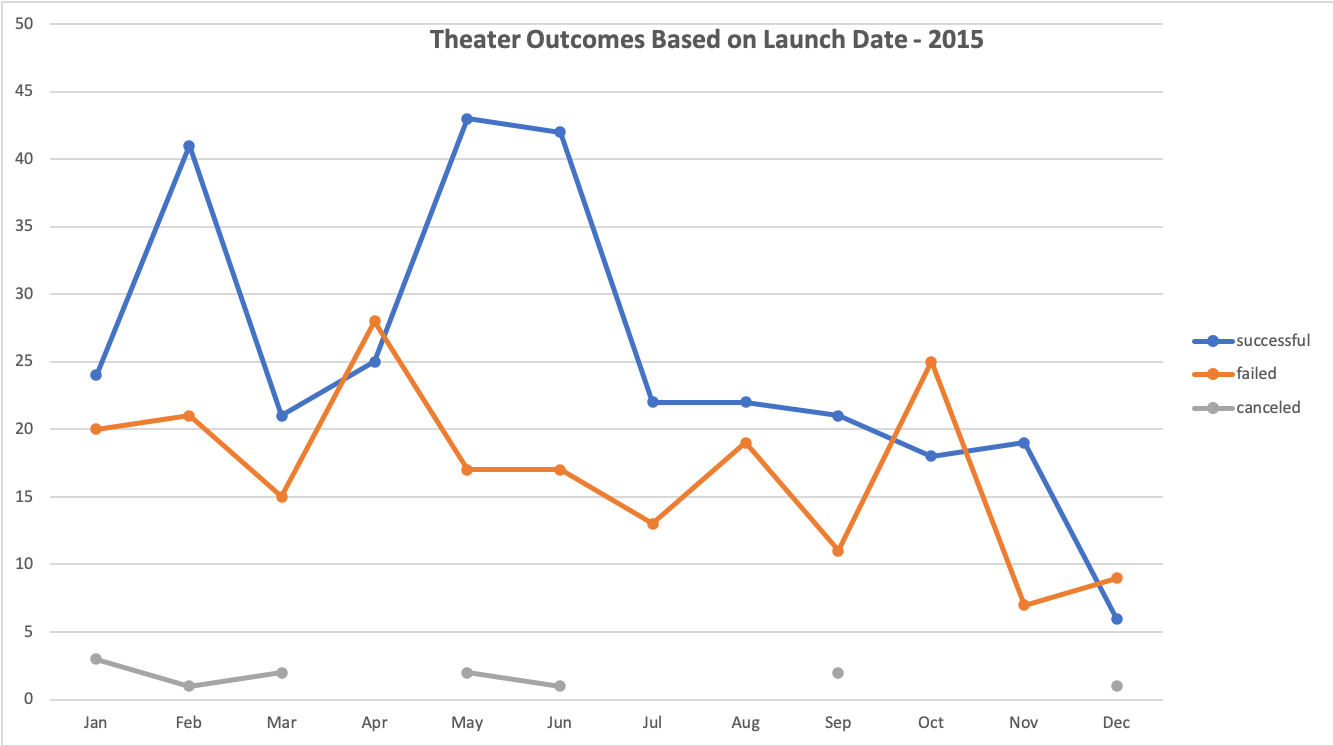 Theater Outcomes Based on Launch Date - 2015
50
45
40
35
30
25
20
15
10
5
0
Jan Feb Mar Apr May Jun Jul Aug Sep Oct Nov Dec
successful
failed
canceled